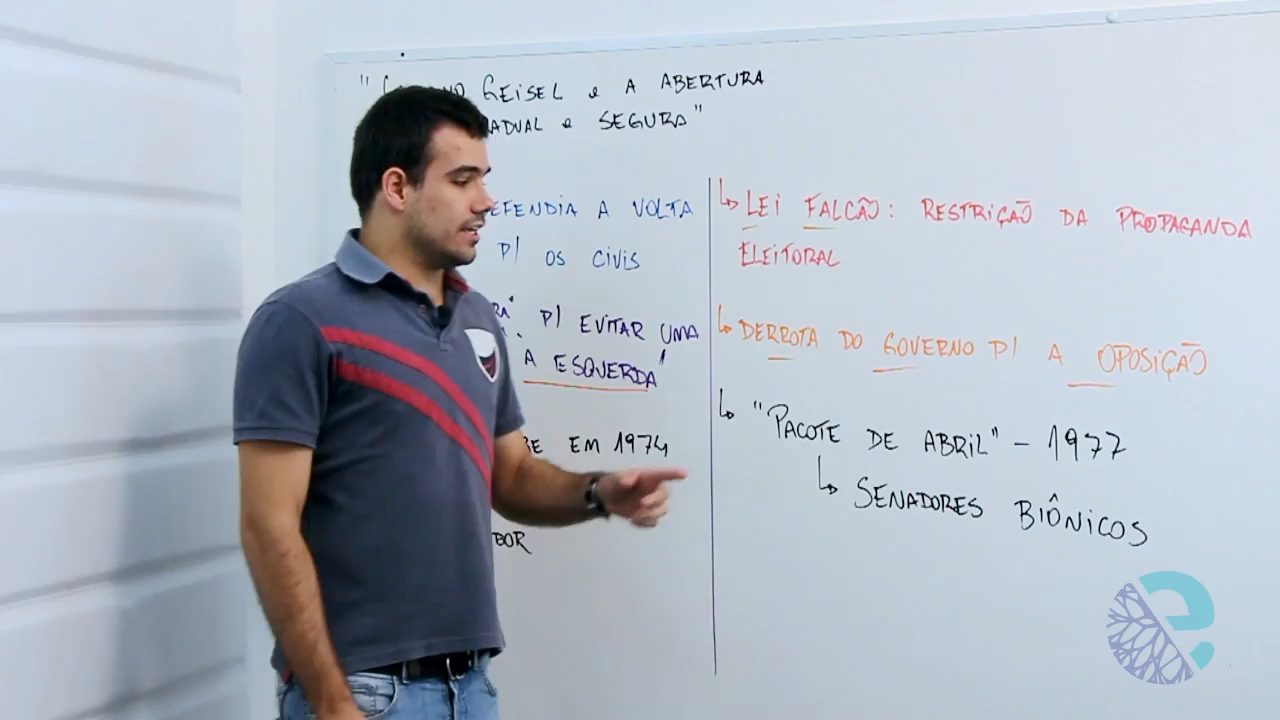 " GEISEL e A ABERTURA
e SEGURA"
A VOLTA
P/ OS CIVIS
P/ EVITAR UMA
A ESQUERDA"
EM 1974
↳ LEI FALCÃO: RESTRIÇÃO DA PROPAGANDA
ELEITORAL
↳ DERROTA DO GOVERNO P/ A OPOSIÇÃO
↳ "PACOTE DE ABRIL" - 1977
↳ SENADORES BIÔNICOS